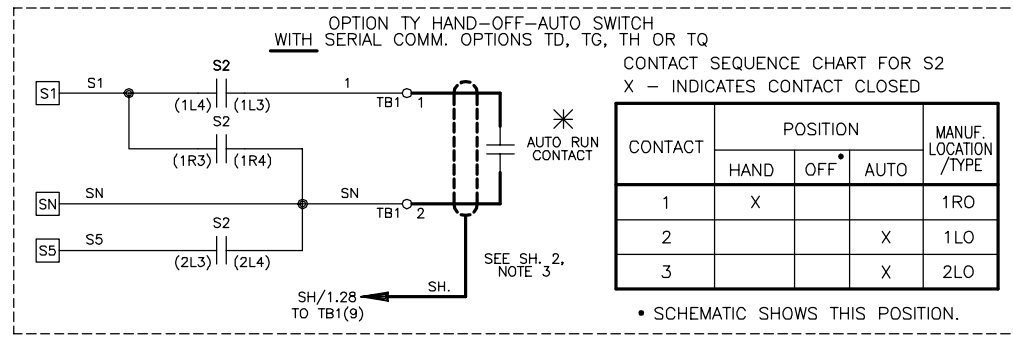 OPTION TY HAND-OFF-AUTO SWITCH
WITH SERIAL COMM. OPTIONS TD, TG, TH OR TQ
S1
S1
S2
(1L4)
(1L3)
1
TB1
1
S2
(1R3)
(1R4)
✳
AUTO RUN
CONTACT
SN
SN
SN
TB1
2
S5
S5
S2
(2L3)
(2L4)
SEE SH. 2,
NOTE 3
SH.
SH/1.28
TO TB1(9)
CONTACT SEQUENCE CHART FOR S2
X – INDICATES CONTACT CLOSED
CONTACT
POSITION
MANUF.
LOCATION
/TYPE
HAND OFF• AUTO
1 X 1RO
2 X 1LO
3 X 2LO
• SCHEMATIC SHOWS THIS POSITION.